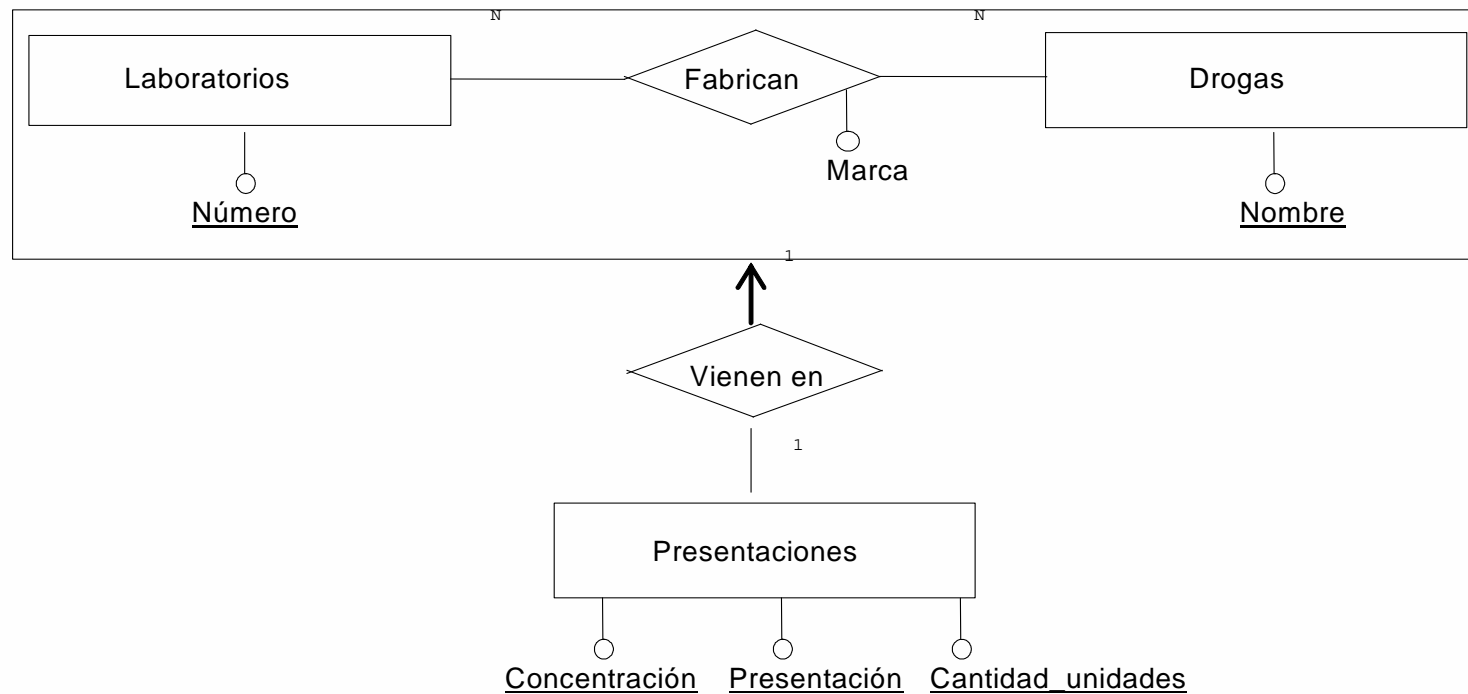 N N
Laboratorios Fabrican Drogas
Marca
Número Nombre
1
Vienen en
1
Presentaciones
Concentración Presentación Cantidad_unidades